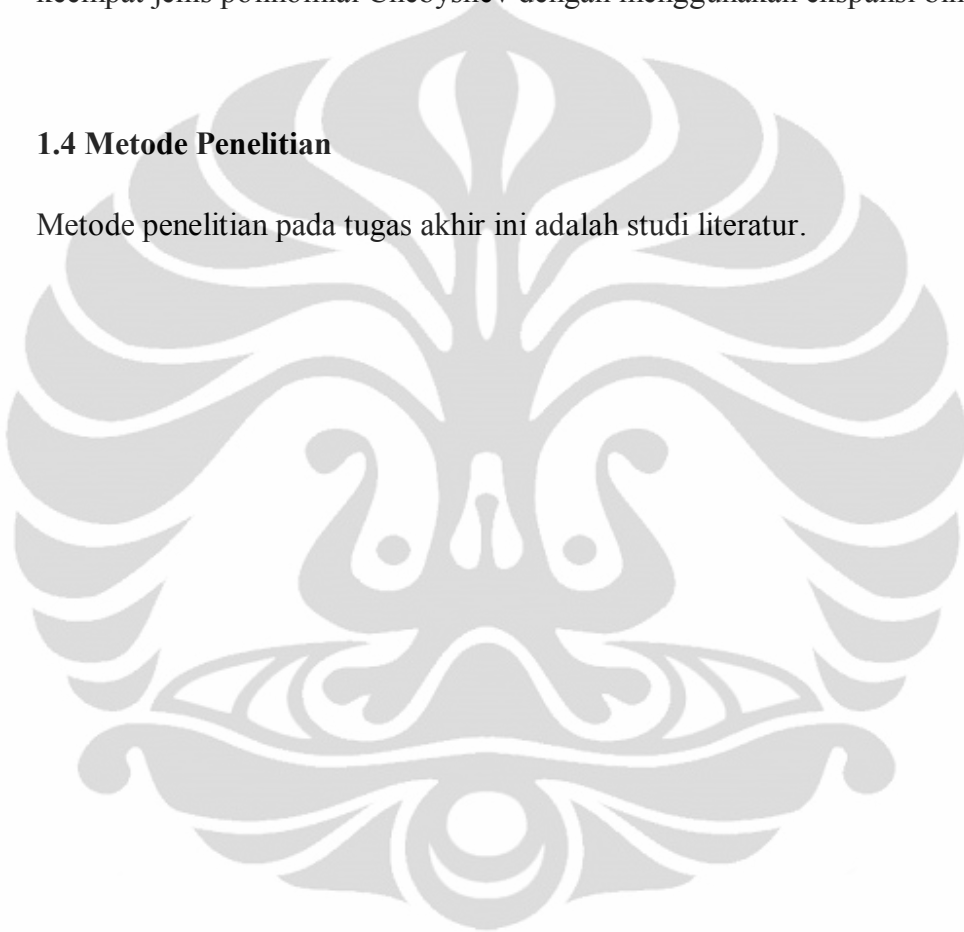 keempat jenis polinomial Chebyshev dengan menggunakan ekspansi
1.4 Metode Penelitian
Metode penelitian pada tugas akhir ini adalah studi literatur.